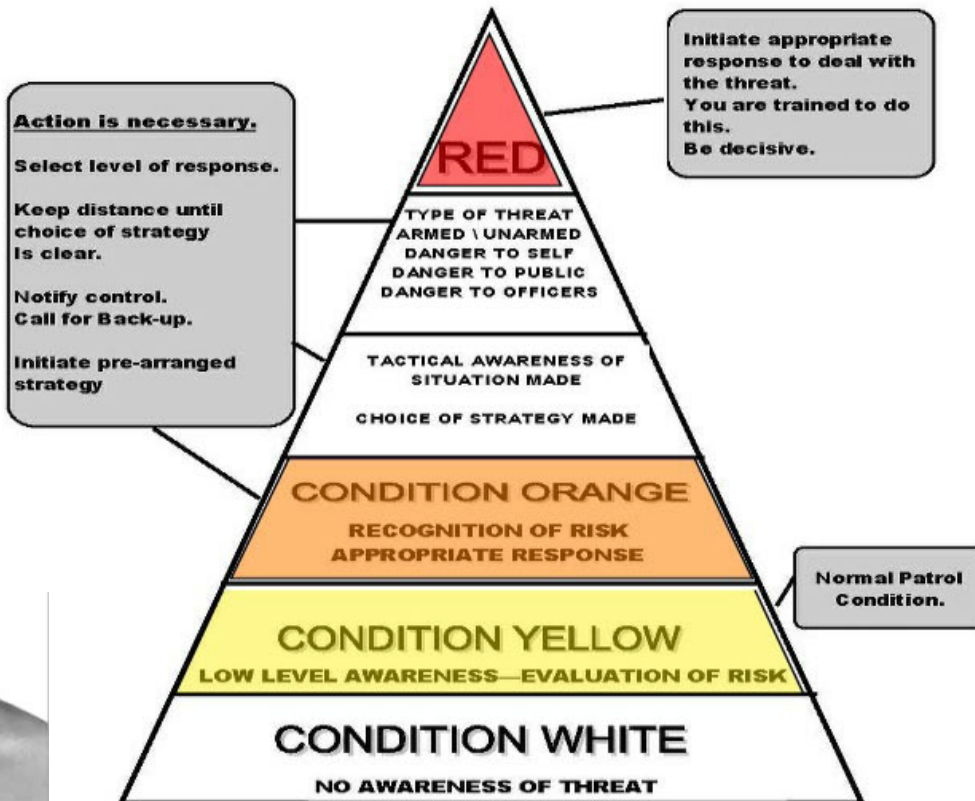 Initiate appropriate
response to deal with
the threat.
You are trained to do
this.
Be decisive.
Action is necessary.
Select level of response.
Keep distance until
choice of strategy
Is clear.
Notify control.
Call for Back-up.
Initiate pre-arranged
strategy
RED
TYPE OF THREAT
ARMED \ UNARMED
DANGER TO SELF
DANGER TO PUBLIC
DANGER TO OFFICERS
TACTICAL AWARENESS OF
SITUATION MADE
CHOICE OF STRATEGY MADE
CONDITION ORANGE
RECOGNITION OF RISK
APPROPRIATE RESPONSE
Normal Patrol
Condition.
CONDITION YELLOW
LOW LEVEL AWARENESS—EVALUATION OF RISK
CONDITION WHITE
NO AWARENESS OF THREAT